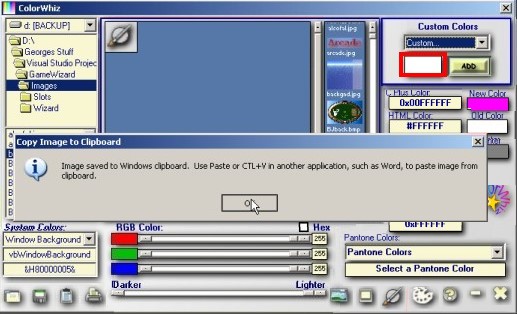 ColorWhiz
d: [BACKUP]
D:\
Georges Stuff
Visual Studio Projec
GameWizard
Images
Slots
Wizard
alcofal.jpg
Arcade
arcade.jpg
backgnd.jpg
BJback.bmp
Custom Colors
Custom...
ADD
C Plus Color:
0x00FFFFFF
New Color
HTML Color:
#FFFFFF
Old Color
Copy Image to Clipboard
Image saved to Windows clipboard. Use Paste or CTL+V in another application, such as Word, to paste image from
clipboard.
System Colors:
Window Background
vbWindowBackground
&H80000005&
RGB Color:
Hex
255
255
255
Darker
Lighter
0xFFFFFF
Pantone Colors:
Pantone Colors
Select a Pantone Color